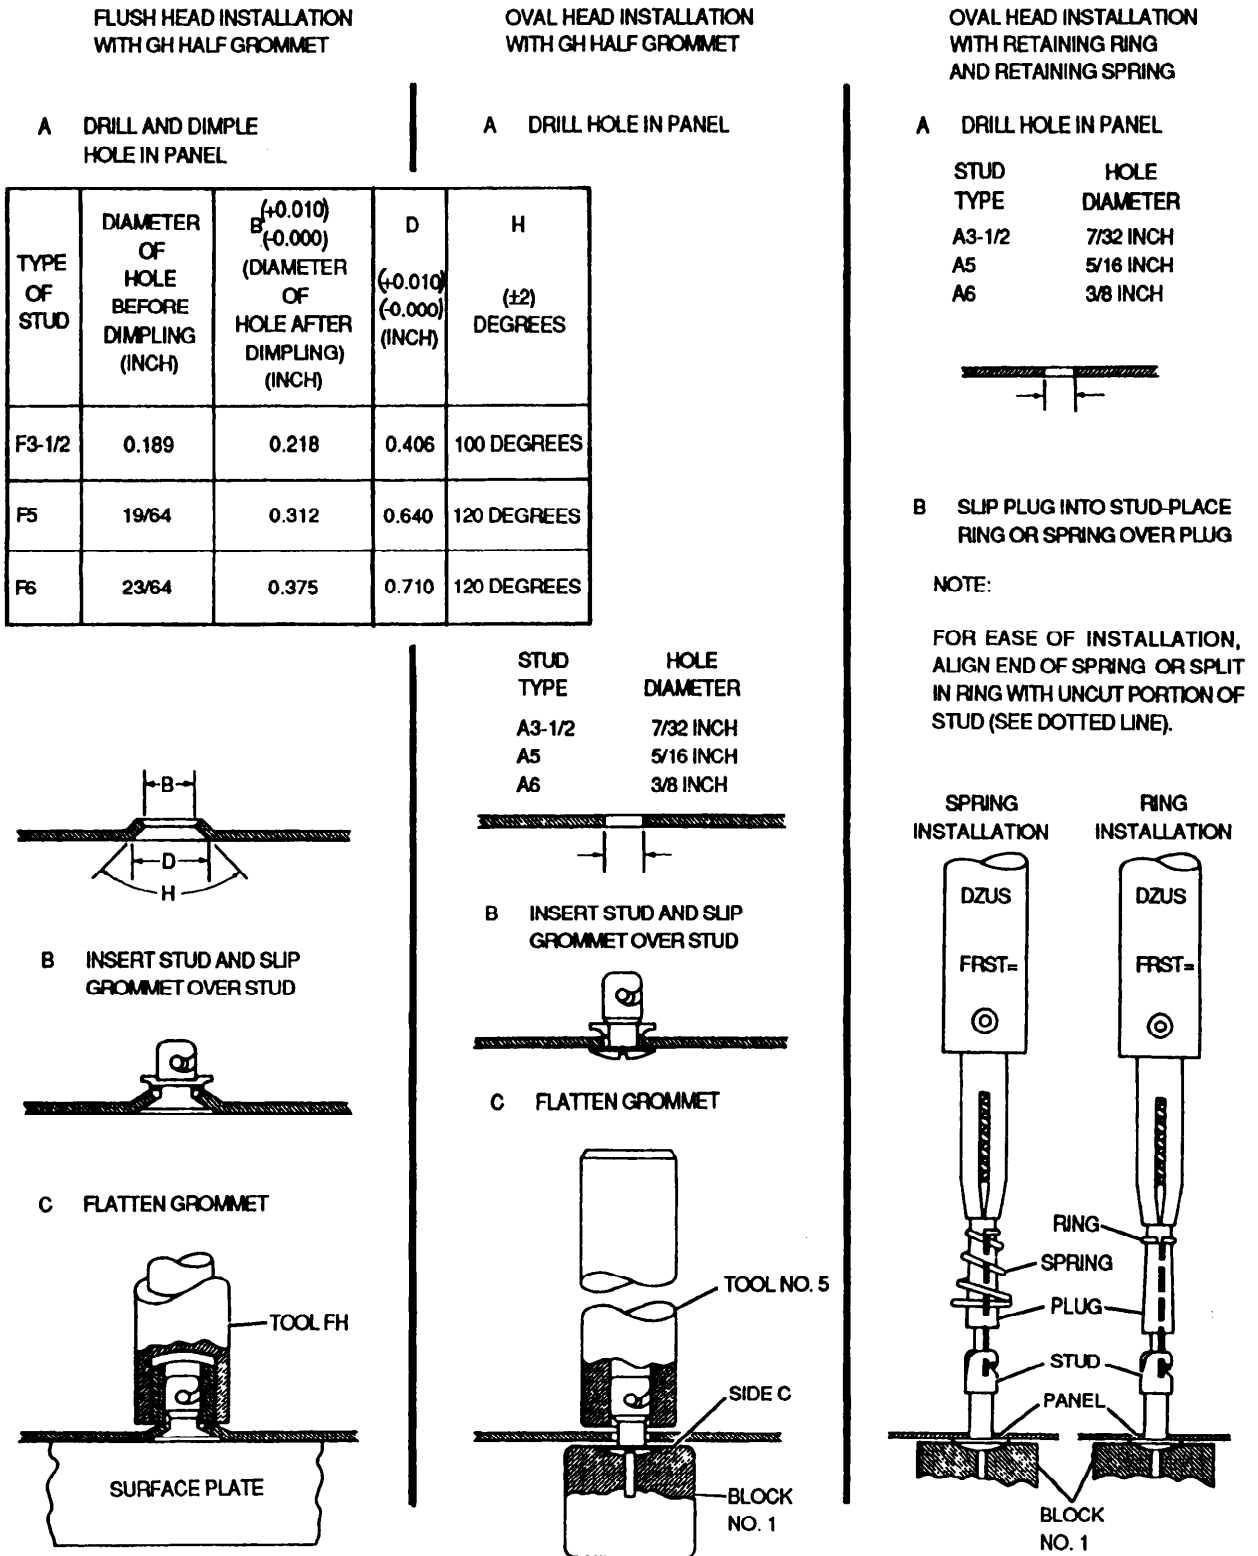 FLUSH HEAD INSTALLATION
WITH GH HALF GROMMET
A DRILL AND DIMPLE
HOLE IN PANEL
TYPE
OF
STUD
DIAMETER
OF
HOLE
BEFORE
DIMPLING
(INCH)
B (+0.010)
(-0.000)
(DIAMETER
OF
HOLE AFTER
DIMPLING)
(INCH)
D
(+0.010)
(-0.000)
(INCH)
H
(±2)
DEGREES
F3-1/2 0.189 0.218 0.406 100 DEGREES
F5 19/64 0.312 0.640 120 DEGREES
F6 23/64 0.375 0.710 120 DEGREES
B
D
H
B INSERT STUD AND SLIP
GROMMET OVER STUD
C FLATTEN GROMMET
TOOL FH
SURFACE PLATE
OVAL HEAD INSTALLATION
WITH GH HALF GROMMET
A DRILL HOLE IN PANEL
STUD HOLE
TYPE DIAMETER
A3-1/2 7/32 INCH
A5 5/16 INCH
A6 3/8 INCH
B INSERT STUD AND SLIP
GROMMET OVER STUD
C FLATTEN GROMMET
TOOL NO. 5
SIDE C
BLOCK
NO. 1
OVAL HEAD INSTALLATION
WITH RETAINING RING
AND RETAINING SPRING
A DRILL HOLE IN PANEL
STUD HOLE
TYPE DIAMETER
A3-1/2 7/32 INCH
A5 5/16 INCH
A6 3/8 INCH
B SLIP PLUG INTO STUD-PLACE
RING OR SPRING OVER PLUG
NOTE:
FOR EASE OF INSTALLATION,
ALIGN END OF SPRING OR SPLIT
IN RING WITH UNCUT PORTION OF
STUD (SEE DOTTED LINE).
SPRING
INSTALLATION
RING
INSTALLATION
DZUS
FRST=
DZUS
FRST=
RING
SPRING
PLUG
STUD
PANEL
BLOCK
NO. 1